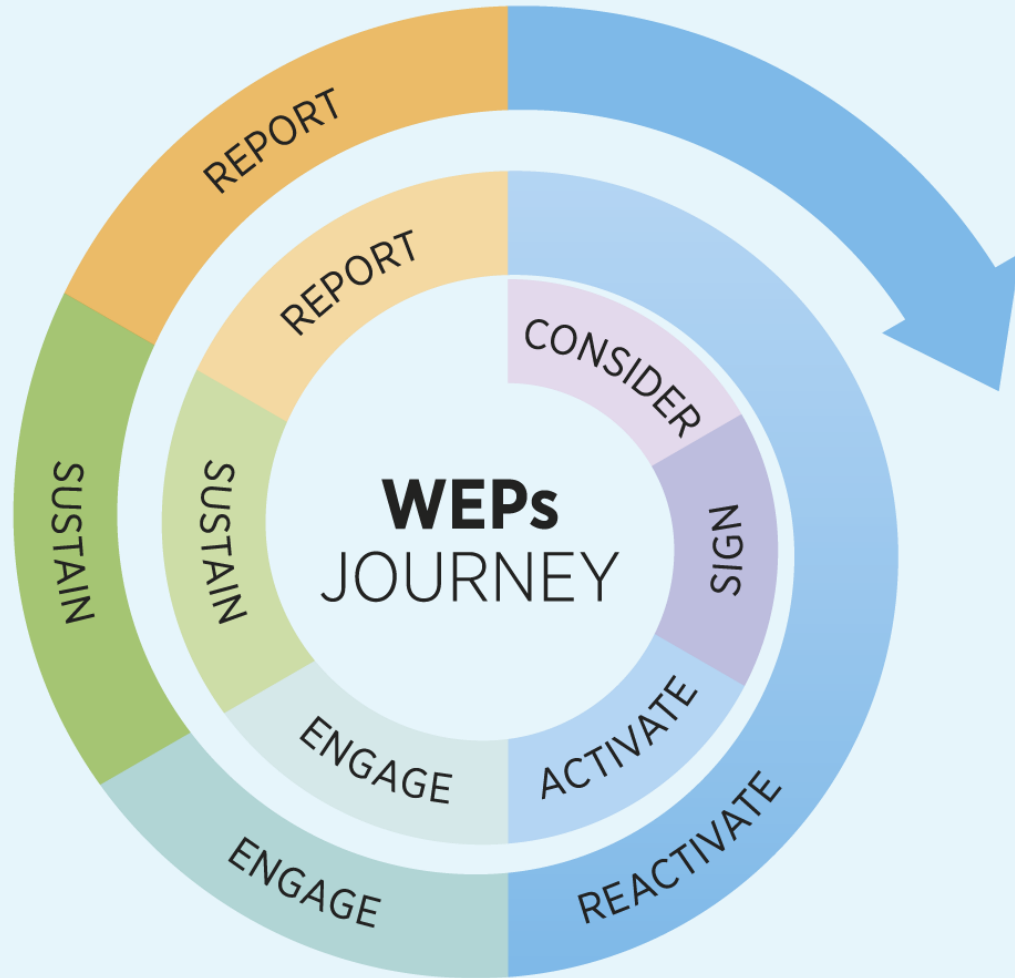 WEPs
JOURNEY
CONSIDER
SIGN
ACTIVATE
ENGAGE
SUSTAIN
REPORT
REACTIVATE
ENGAGE
SUSTAIN
REPORT